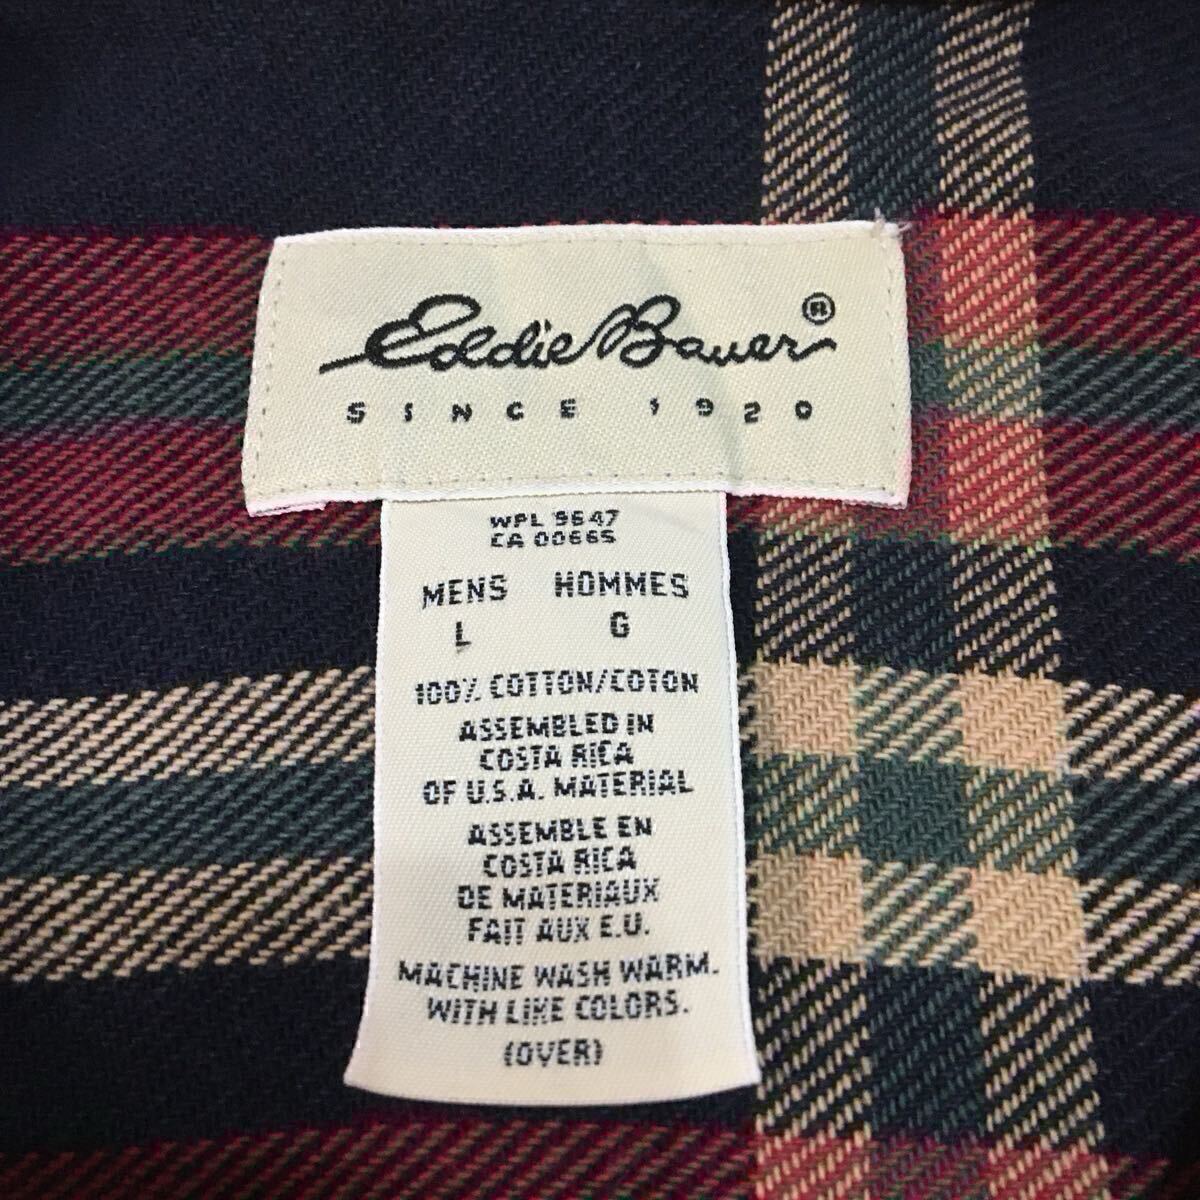 Eddie Bauer®
SINCE 1920
WPL 9647
CA 00665
MENS HOMMES
L G
100% COTTON/COTON
ASSEMBLED IN
COSTA RICA
OF U.S.A. MATERIAL
ASSEMBLE EN
COSTA RICA
DE MATERIAUX
FAIT AUX E.U.
MACHINE WASH WARM.
WITH LIKE COLORS.
(OVER)